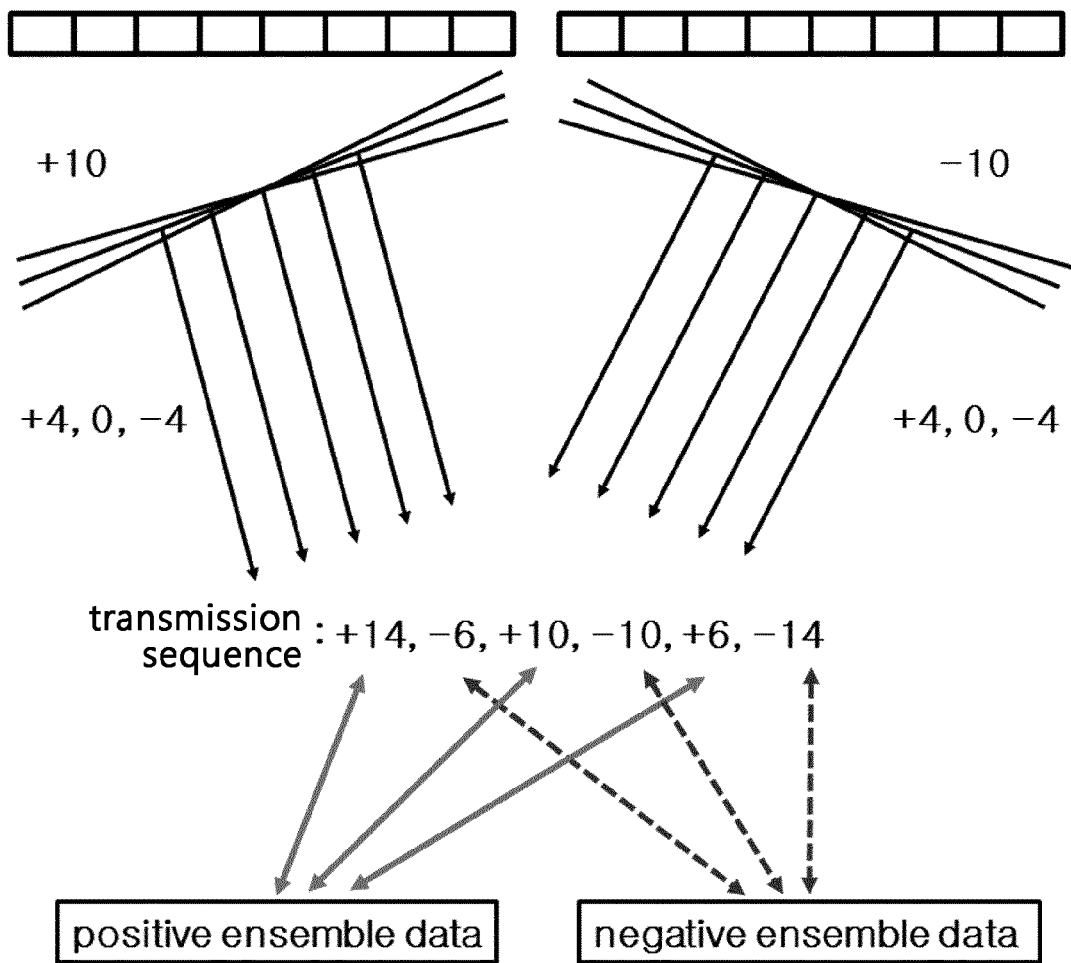 +10
−10
+4, 0, −4
+4, 0, −4
transmission
sequence : +14, −6, +10, −10, +6, −14
positive ensemble data
negative ensemble data